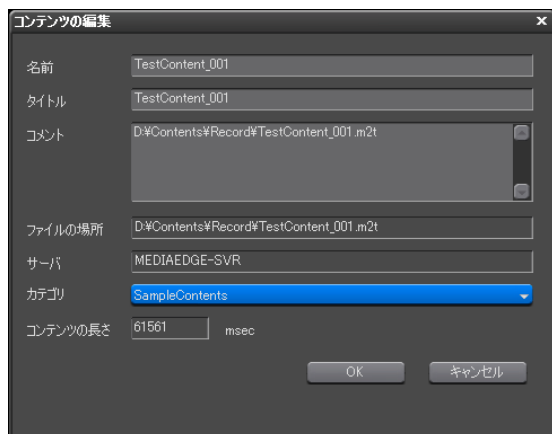 コンテンツの編集
名前 TestContent_001
タイトル TestContent_001
コメント D:¥Contents¥Record¥TestContent_001.m2t
ファイルの場所 D:¥Contents¥Record¥TestContent_001.m2t
サーバ MEDIAEDGE-SVR
カテゴリ SampleContents
コンテンツの長さ 61561 msec
OK キャンセル